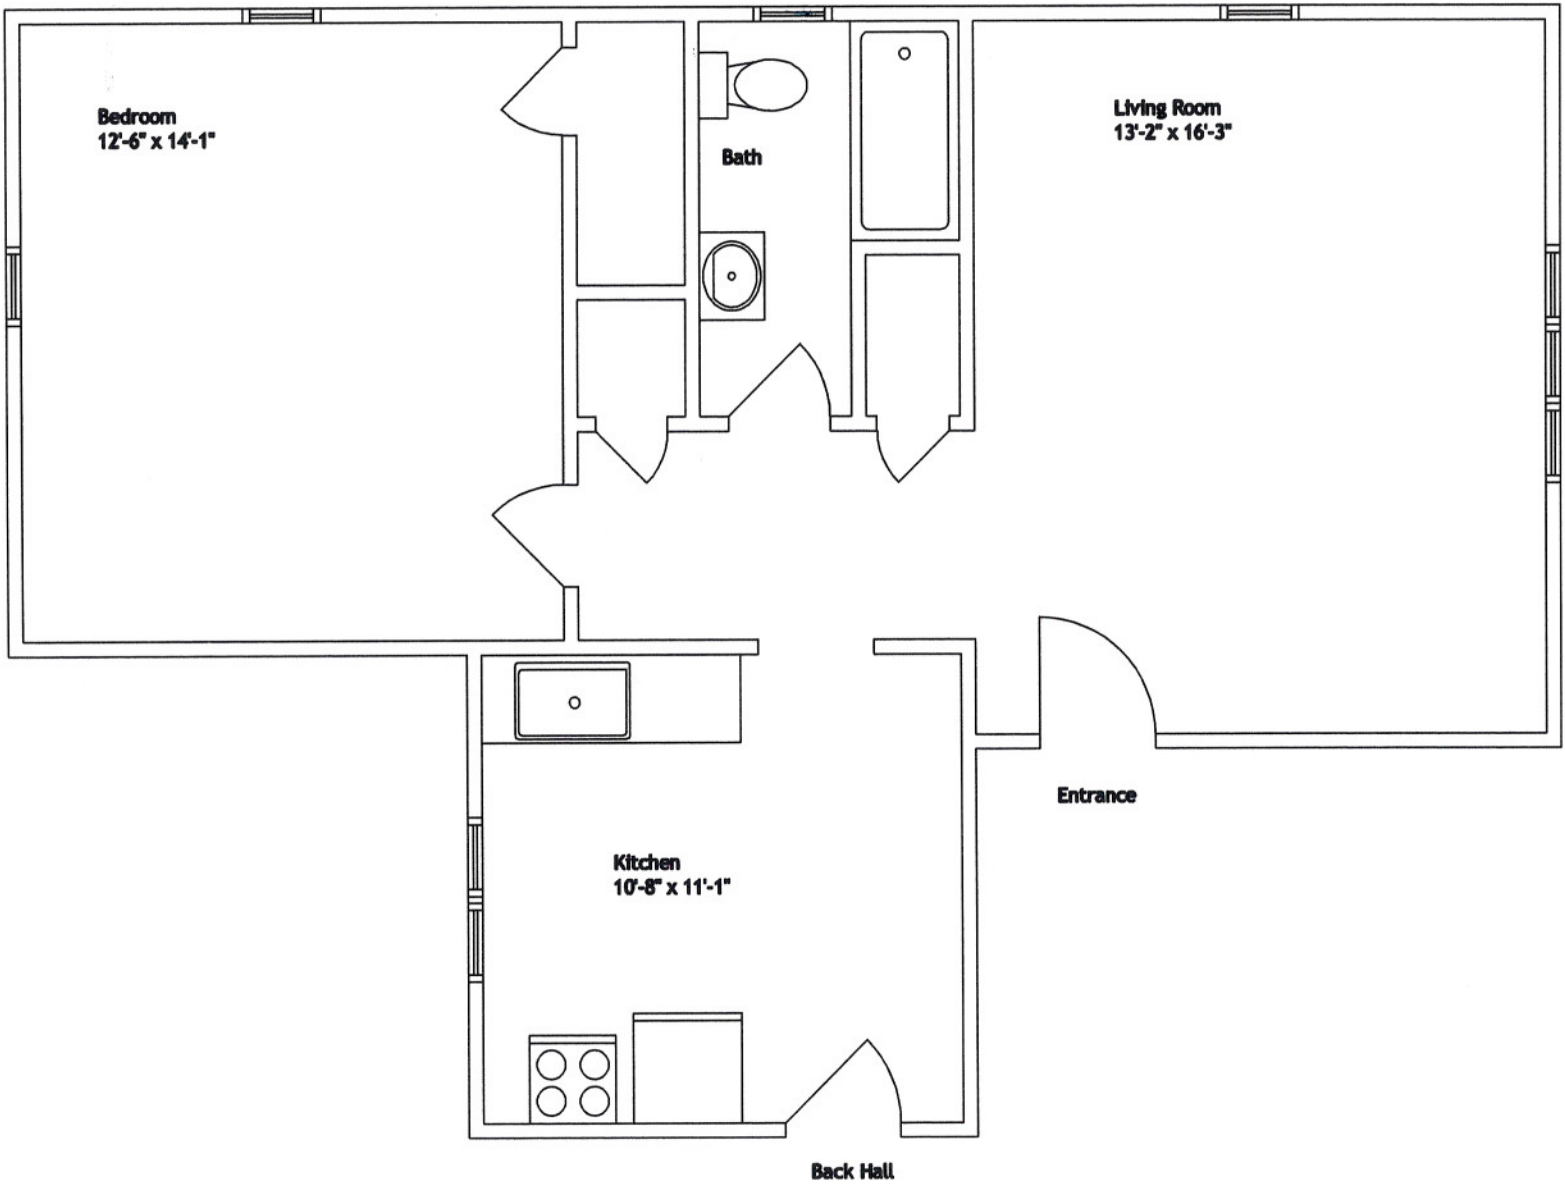 Bedroom
12'-6" x 14'-1"
Bath
Living Room
13'-2" x 16'-3"
Entrance
Kitchen
10'-8" x 11'-1"
Back Hall